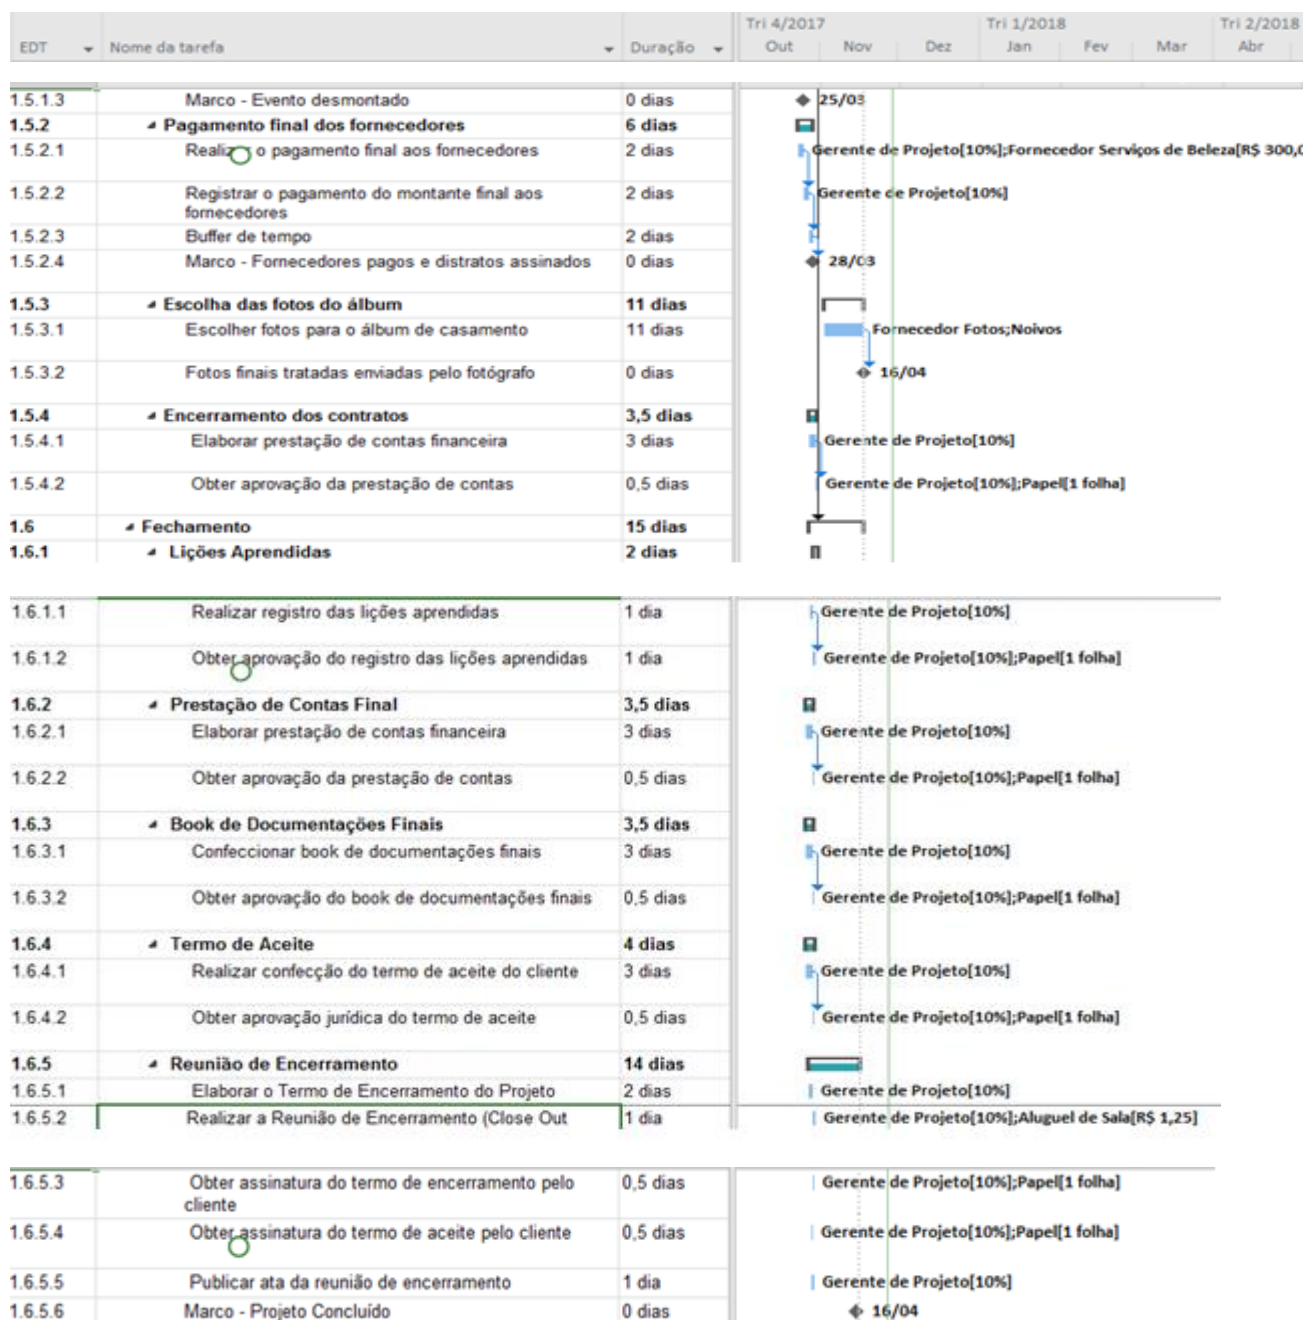 Tri 4/2017 Tri 1/2018 Tri 2/2018
EDT Nome da tarefa Duração Out Nov Dez Jan Fev Mar Abr
1.5.1.3 Marco - Evento desmontado 0 dias 25/03
1.5.2 Pagamento final dos fornecedores 6 dias
1.5.2.1 Realizar o pagamento final aos fornecedores 2 dias Gerente de Projeto[10%];Fornecedor Serviços de Beleza[R$ 300,0
1.5.2.2 Registrar o pagamento do montante final aos 2 dias Gerente de Projeto[10%]
fornecedores
1.5.2.3 Buffer de tempo 2 dias
1.5.2.4 Marco - Fornecedores pagos e distratos assinados 0 dias 28/03
1.5.3 Escolha das fotos do álbum 11 dias
1.5.3.1 Escolher fotos para o álbum de casamento 11 dias Fornecedor Fotos;Noivos
1.5.3.2 Fotos finais tratadas enviadas pelo fotógrafo 0 dias 16/04
1.5.4 Encerramento dos contratos 3,5 dias
1.5.4.1 Elaborar prestação de contas financeira 3 dias Gerente de Projeto[10%]
1.5.4.2 Obter aprovação da prestação de contas 0,5 dias Gerente de Projeto[10%];Papel[1 folha]
1.6 Fechamento 15 dias
1.6.1 Lições Aprendidas 2 dias
1.6.1.1 Realizar registro das lições aprendidas 1 dia Gerente de Projeto[10%]
1.6.1.2 Obter aprovação do registro das lições aprendidas 1 dia Gerente de Projeto[10%];Papel[1 folha]
1.6.2 Prestação de Contas Final 3,5 dias
1.6.2.1 Elaborar prestação de contas financeira 3 dias Gerente de Projeto[10%]
1.6.2.2 Obter aprovação da prestação de contas 0,5 dias Gerente de Projeto[10%];Papel[1 folha]
1.6.3 Book de Documentações Finais 3,5 dias
1.6.3.1 Confeccionar book de documentações finais 3 dias Gerente de Projeto[10%]
1.6.3.2 Obter aprovação do book de documentações finais 0,5 dias Gerente de Projeto[10%];Papel[1 folha]
1.6.4 Termo de Aceite 4 dias
1.6.4.1 Realizar confecção do termo de aceite do cliente 3 dias Gerente de Projeto[10%]
1.6.4.2 Obter aprovação jurídica do termo de aceite 0,5 dias Gerente de Projeto[10%];Papel[1 folha]
1.6.5 Reunião de Encerramento 14 dias
1.6.5.1 Elaborar o Termo de Encerramento do Projeto 2 dias Gerente de Projeto[10%]
1.6.5.2 Realizar a Reunião de Encerramento (Close Out 1 dia Gerente de Projeto[10%];Aluguel de Sala[R$ 1,25]
1.6.5.3 Obter assinatura do termo de encerramento pelo 0,5 dias Gerente de Projeto[10%];Papel[1 folha]
cliente
1.6.5.4 Obter assinatura do termo de aceite pelo cliente 0,5 dias Gerente de Projeto[10%];Papel[1 folha]
1.6.5.5 Publicar ata da reunião de encerramento 1 dia Gerente de Projeto[10%]
1.6.5.6 Marco - Projeto Concluído 0 dias 16/04